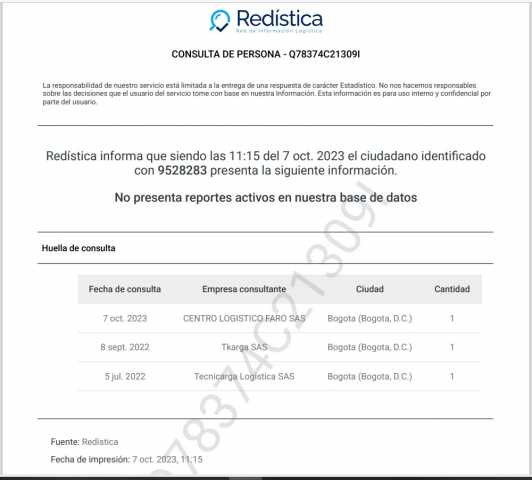 Redística
Red de Información Logística
CONSULTA DE PERSONA - Q78374C21309I
La responsabilidad de nuestro servicio está limitada a la entrega de una respuesta de carácter Estadístico. No nos hacemos responsables
sobre las decisiones que el usuario del servicio tome con base en nuestra Información. Esta información es para uso interno y confidencial por
parte del usuario.
Redística informa que siendo las 11:15 del 7 oct. 2023 el ciudadano identificado
con 9528283 presenta la siguiente información.
No presenta reportes activos en nuestra base de datos
Huella de consulta
Fecha de consulta Empresa consultante Ciudad Cantidad
7 oct. 2023 CENTRO LOGISTICO FARO SAS Bogota (Bogota, D.C.) 1
8 sept. 2022 Tkarga SAS Bogota (Bogota, D.C.) 1
5 jul. 2022 Tecnicarga Logística SAS Bogota (Bogota, D.C.) 1
Fuente: Redistica
Fecha de impresión: 7 oct. 2023, 11:15
Q78374C21309I